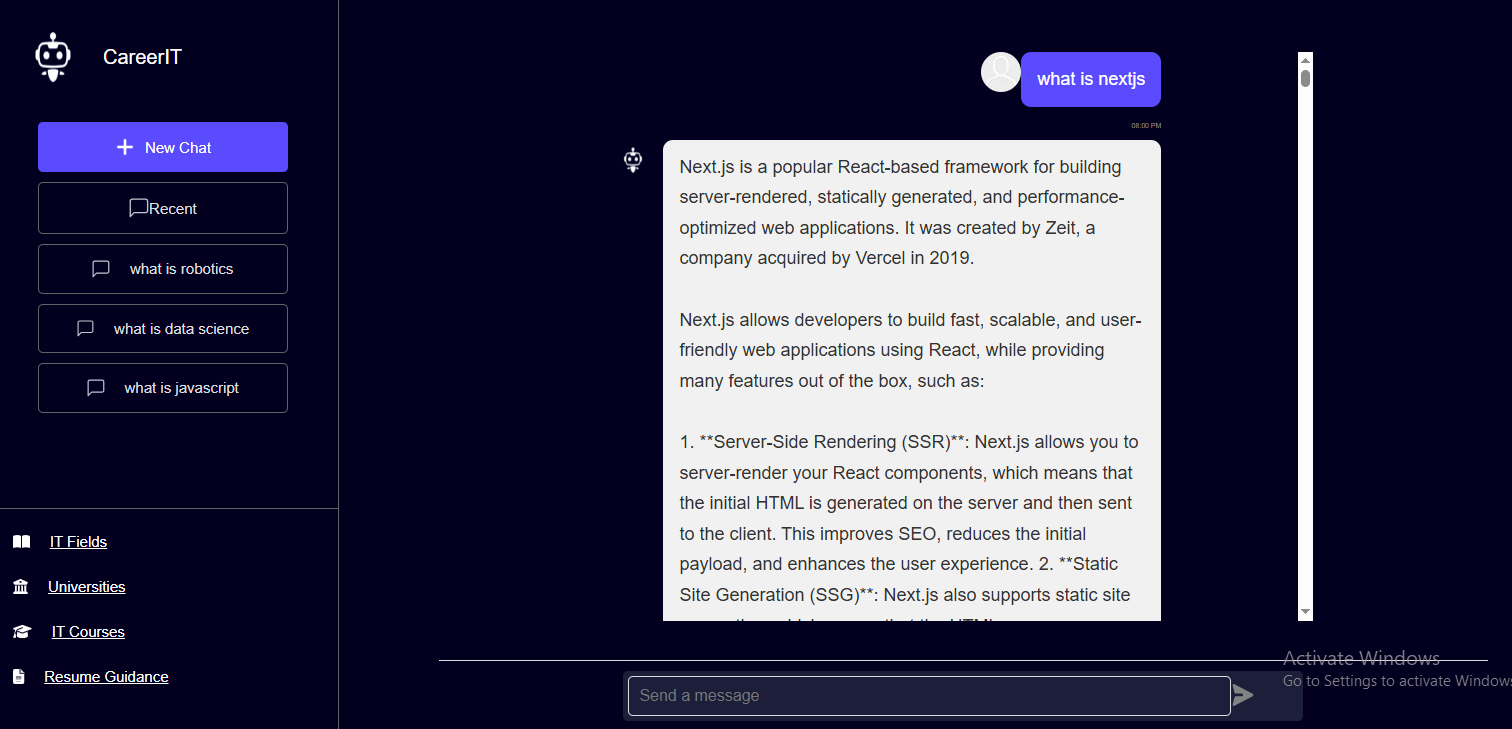 CareerIT
New Chat
Recent
what is robotics
what is data science
what is javascript
IT Fields
Universities
IT Courses
Resume Guidance
what is nextjs
08:00 PM
Next.js is a popular React-based framework for building
server-rendered, statically generated, and performance-
optimized web applications. It was created by Zeit, a
company acquired by Vercel in 2019.
Next.js allows developers to build fast, scalable, and user-
friendly web applications using React, while providing
many features out of the box, such as:
1. **Server-Side Rendering (SSR)**: Next.js allows you to
server-render your React components, which means that
the initial HTML is generated on the server and then sent
to the client. This improves SEO, reduces the initial
payload, and enhances the user experience. 2. **Static
Site Generation (SSG)**: Next.js also supports static site
Send a message
Activate Windows
Go to Settings to activate Windows